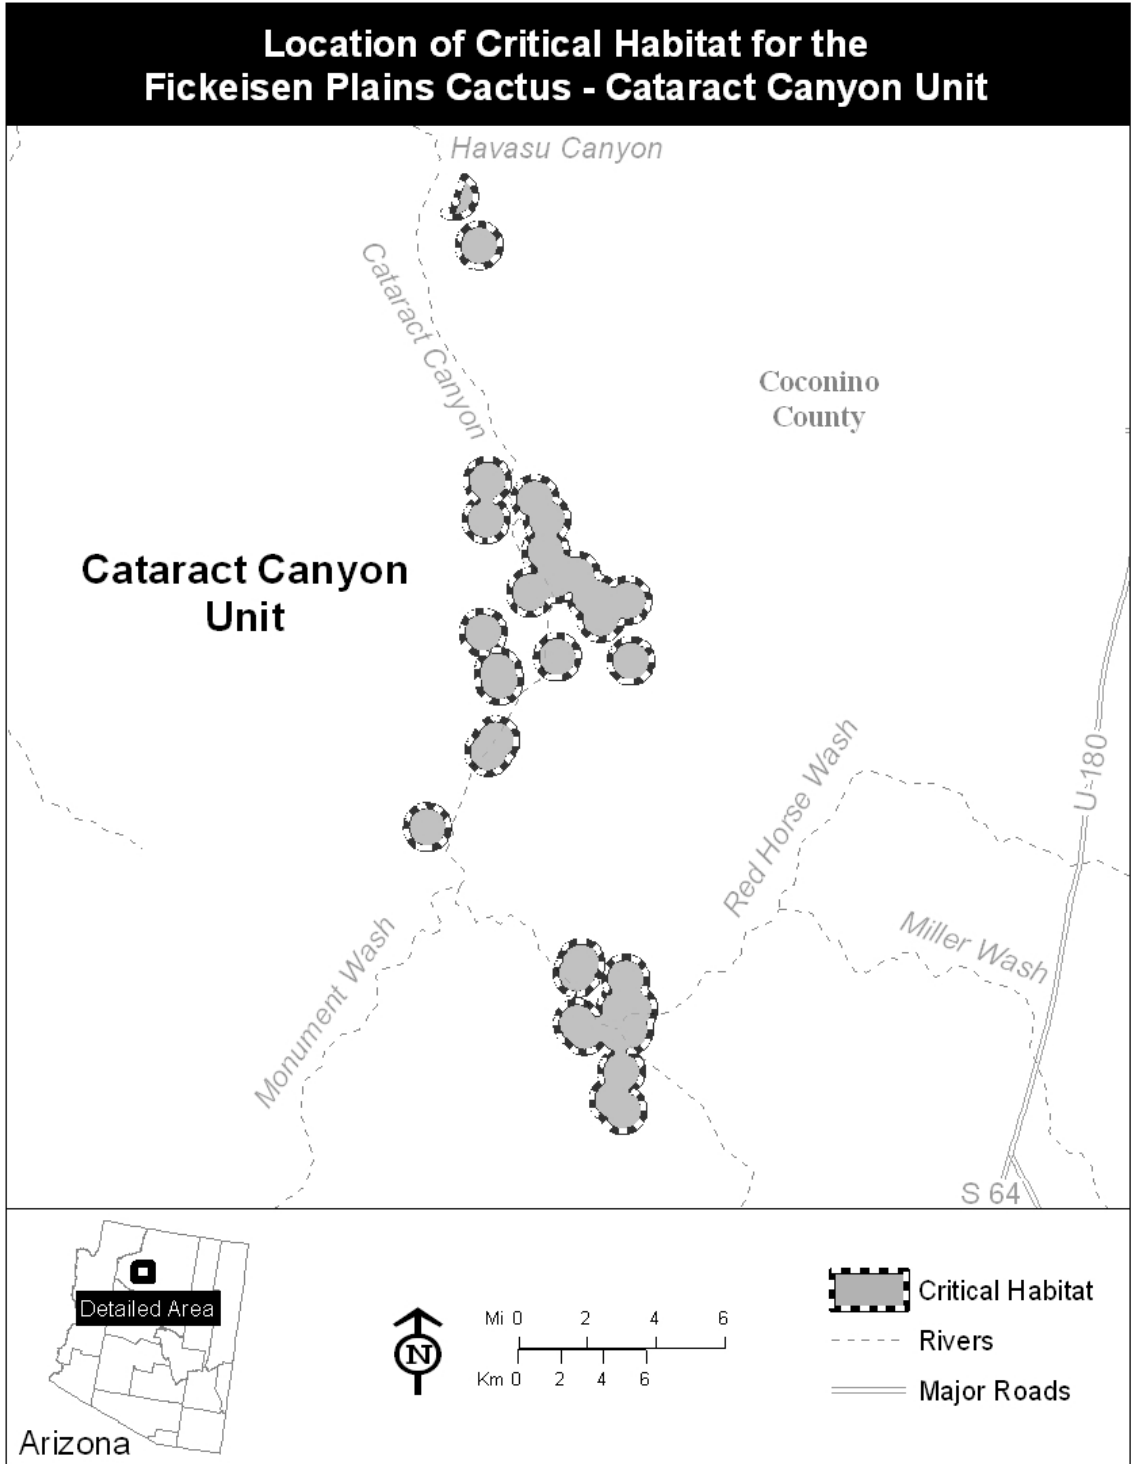 Location of Critical Habitat for the
Fickeisen Plains Cactus - Cataract Canyon Unit
Havasu Canyon
Cataract Canyon
Coconino
County
Cataract Canyon
Unit
Red Horse Wash
U 180
Miller Wash
Monument Wash
S 64
Detailed Area
Arizona
N
Mi 0 2 4 6
Km 0 2 4 6
Critical Habitat
Rivers
Major Roads